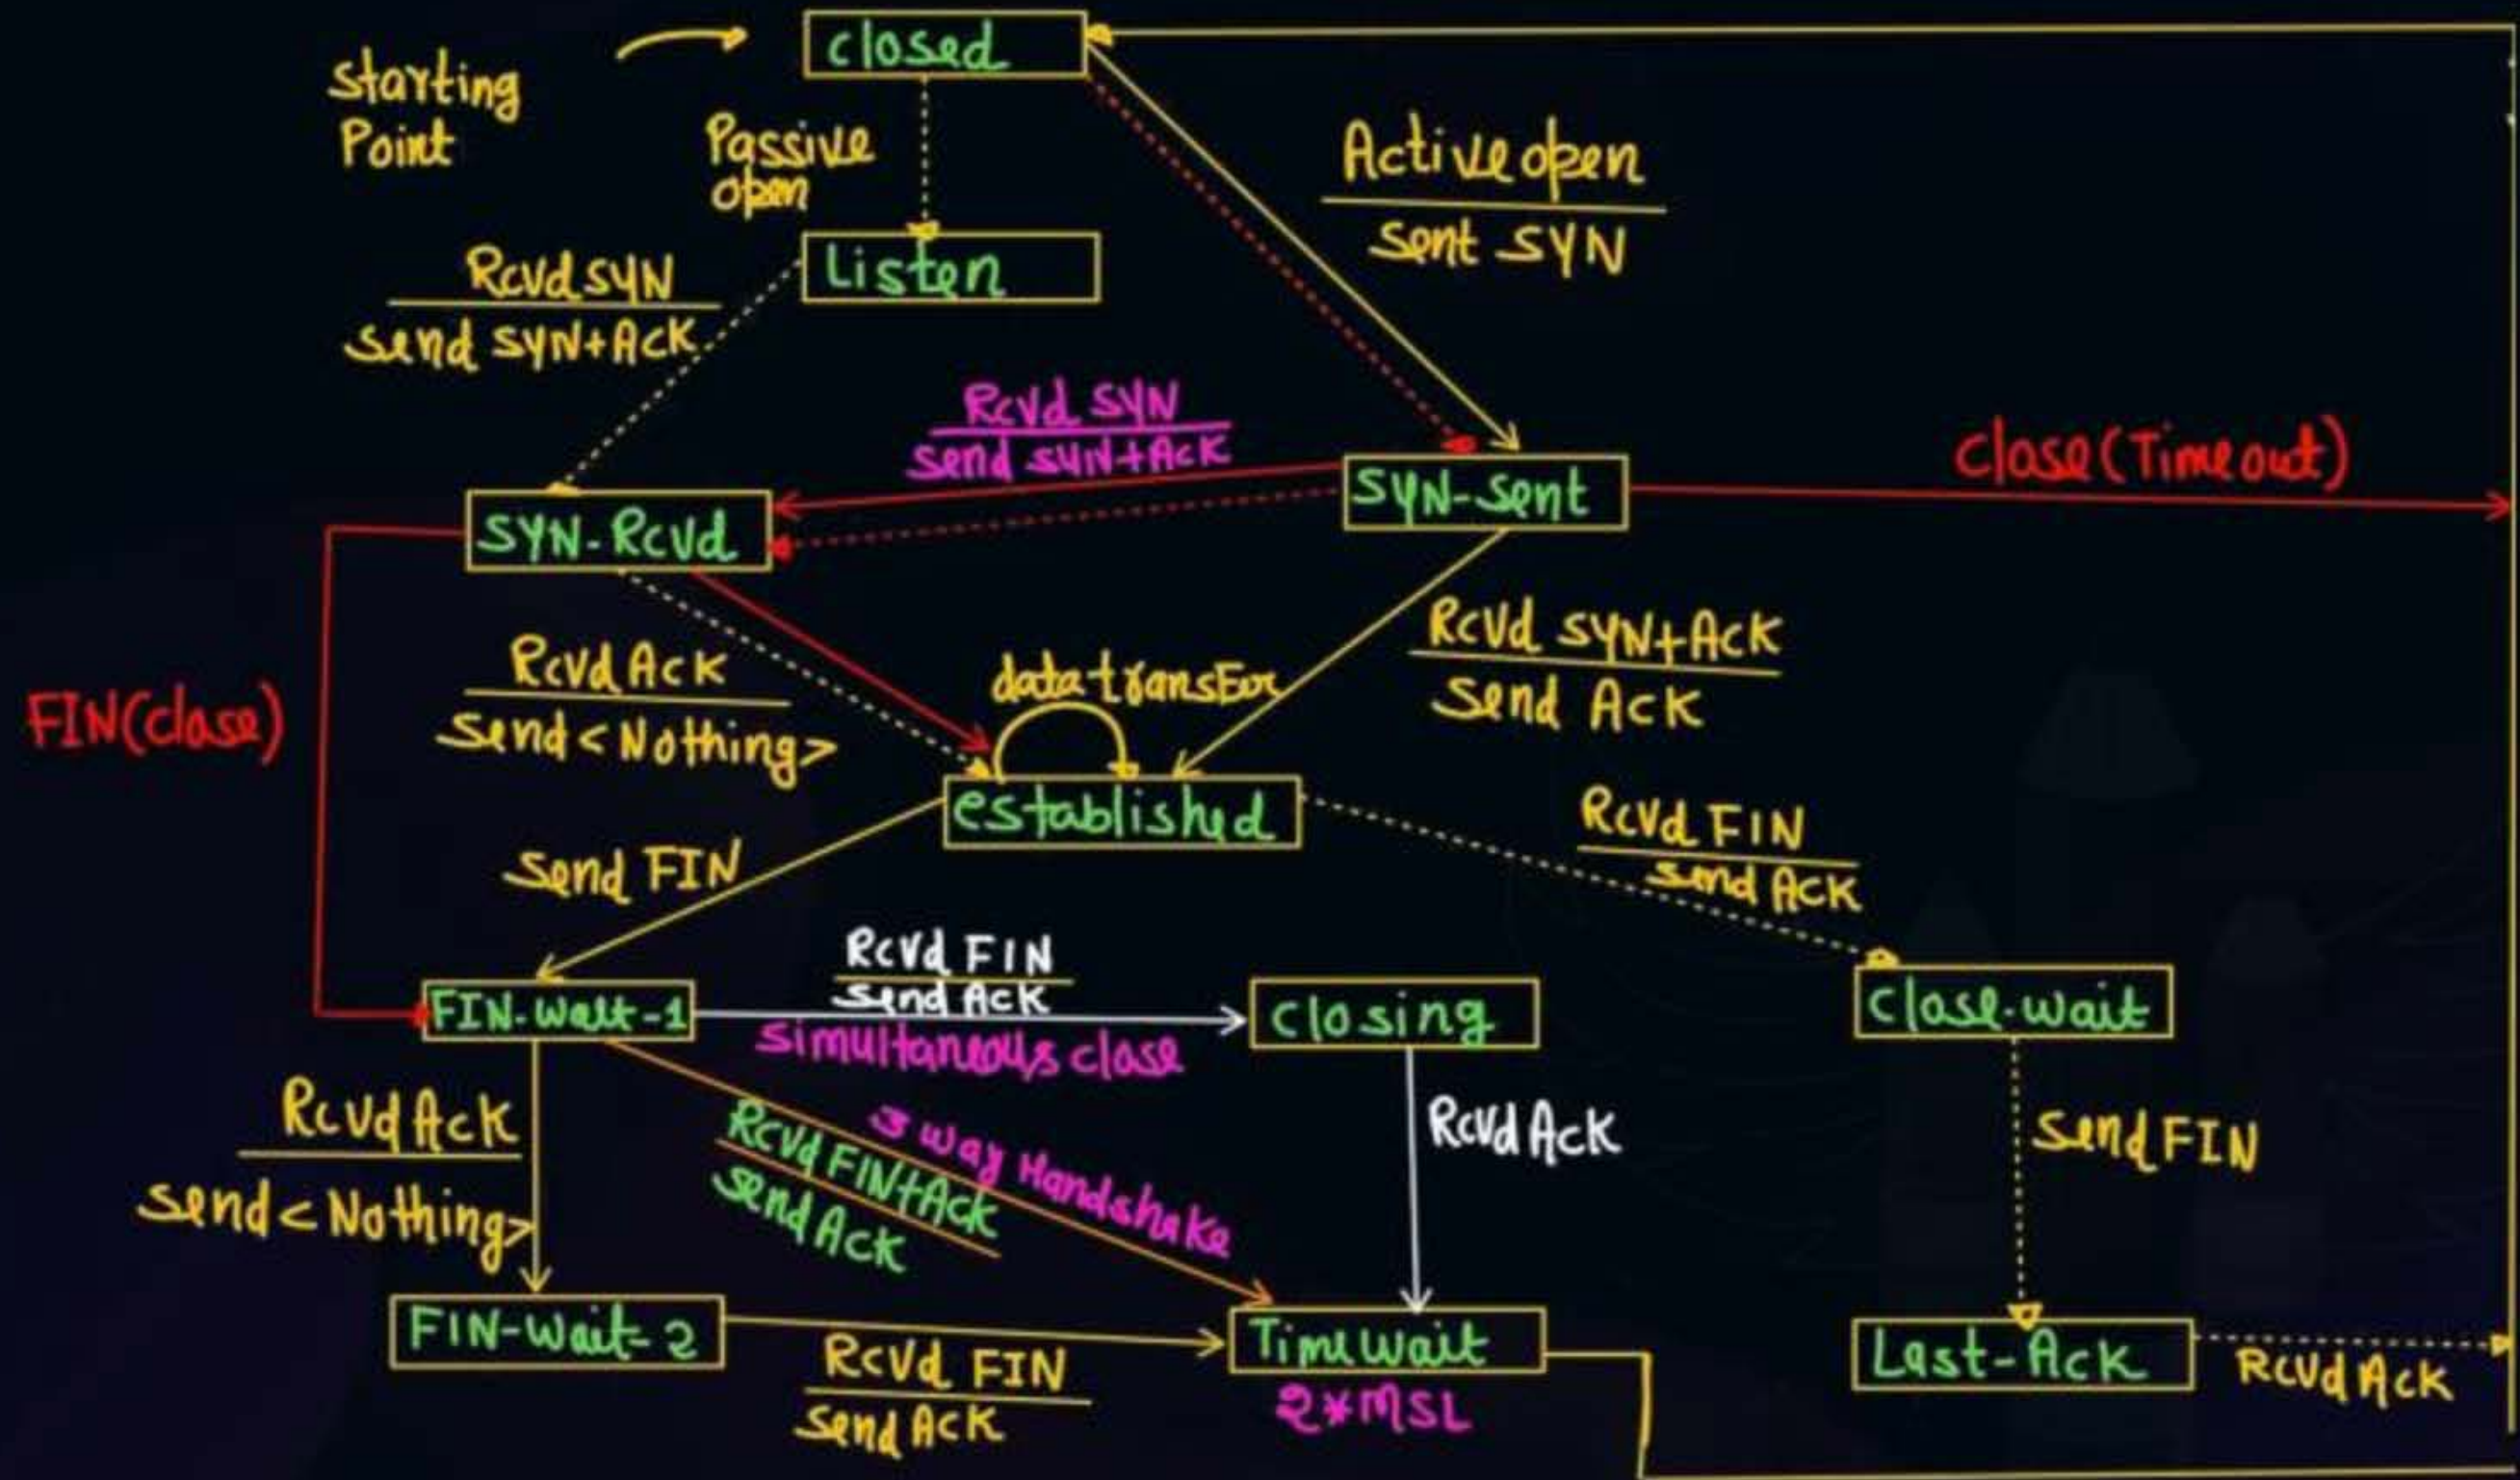 closed
Starting
Point
Passive
open
Active open
Sent SYN
Listen
Rcvd SYN
Send SYN+Ack
Rcvd SYN
Send SYN+Ack
Close (Timeout)
SYN-Sent
SYN-Rcvd
Rcvd SYN+Ack
Send Ack
Rcvd Ack
Send <Nothing>
data transfer
FIN(close)
established
Rcvd FIN
Send Ack
Send FIN
Rcvd FIN
Send Ack
Simultaneous close
FIN-Wait-1
closing
close-wait
Rcvd Ack
Send <Nothing>
3 way Handshake
Rcvd FIN+Ack
Send Ack
Rcvd Ack
Send FIN
FIN-Wait-2
Time Wait
2*MSL
Last-Ack
Rcvd FIN
Send Ack
Rcvd Ack